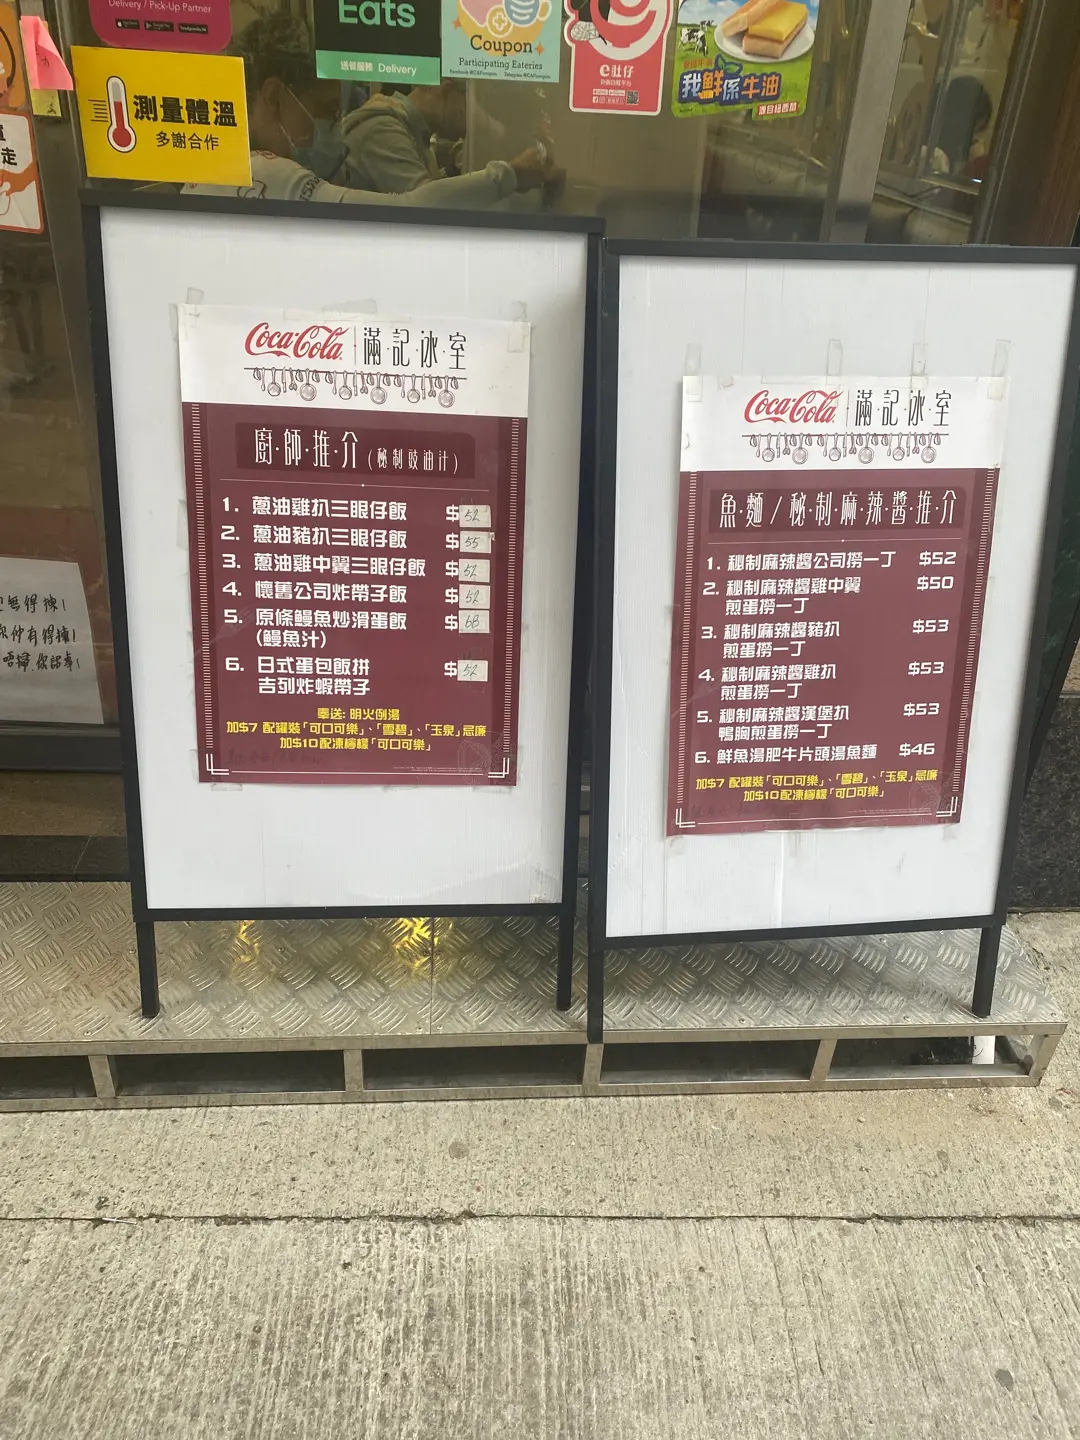 Delivery / Pick-Up Partner
Eats
送餐服務 Delivery
Coupon
Participating Eateries
e肚仔
我鮮係牛油
測量體溫
多謝合作
走
Coca-Cola 滿記冰室
廚·師·推·介(秘制豉油汁)
1. 蔥油雞扒三眼仔飯 $52
2. 蔥油豬扒三眼仔飯 $55
3. 蔥油雞中翼三眼仔飯 $52
4. 懷舊公司炸帶子飯 $52
5. 原條鰻魚炒滑蛋飯 $68
(鰻魚汁)
6. 日式蛋包飯拼 $52
吉列炸蝦帶子
奉送: 明火例湯
加$7 配罐裝「可口可樂」、「雪碧」、「玉泉」忌廉
加$10配凍檸檬「可口可樂」
Coca-Cola 滿·記·冰·室
魚·麵/秘·制·麻·辣·醬·推·介
1. 秘制麻辣醬公司撈一丁 $52
2. 秘制麻辣醬雞中翼 $50
煎蛋撈一丁
3. 秘制麻辣醬豬扒 $53
煎蛋撈一丁
4. 秘制麻辣醬雞扒 $53
煎蛋撈一丁
5. 秘制麻辣醬漢堡扒 $53
鴨胸煎蛋撈一丁
6. 鮮魚湯肥牛片頭湯魚麵 $46
加$7 配罐裝「可口可樂」、「雪碧」、「玉泉」忌廉
加$10配凍檸檬「可口可樂」